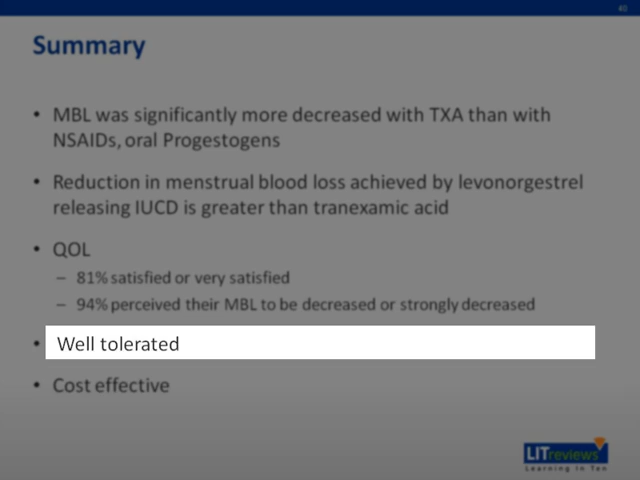 40
Summary
• MBL was significantly more decreased with TXA than with
NSAIDs, oral Progestogens
• Reduction in menstrual blood loss achieved by levonorgestrel
releasing IUCD is greater than tranexamic acid
• QOL
– 81% satisfied or very satisfied
– 94% perceived their MBL to be decreased or strongly decreased
• Well tolerated
• Cost effective
LITreviews
Learning In Ten